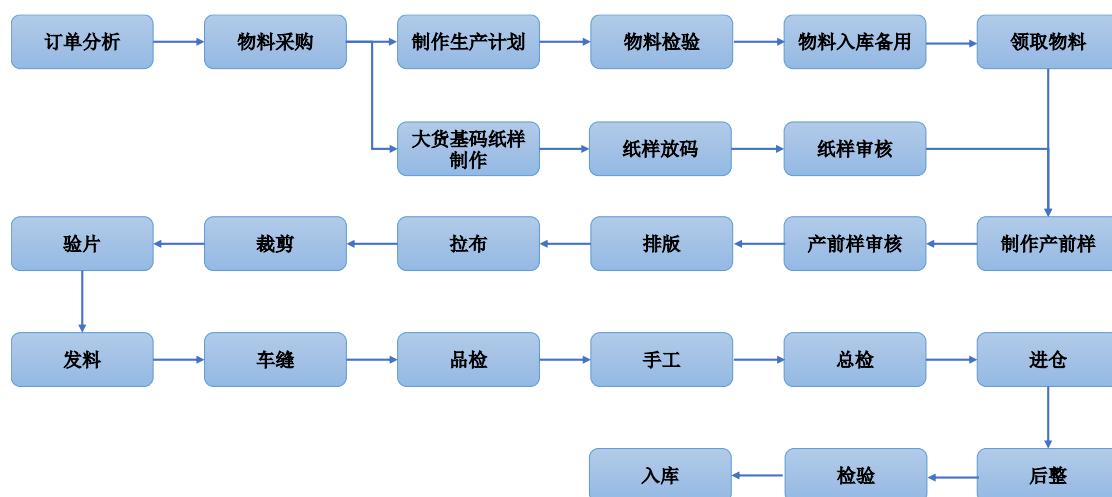 订单分析
物料采购
制作生产计划
物料检验
物料入库备用
领取物料
大货基码纸样
制作
纸样放码
纸样审核
验片
裁剪
拉布
排版
产前样审核
制作产前样
发料
车缝
品检
手工
总检
进仓
入库
检验
后整